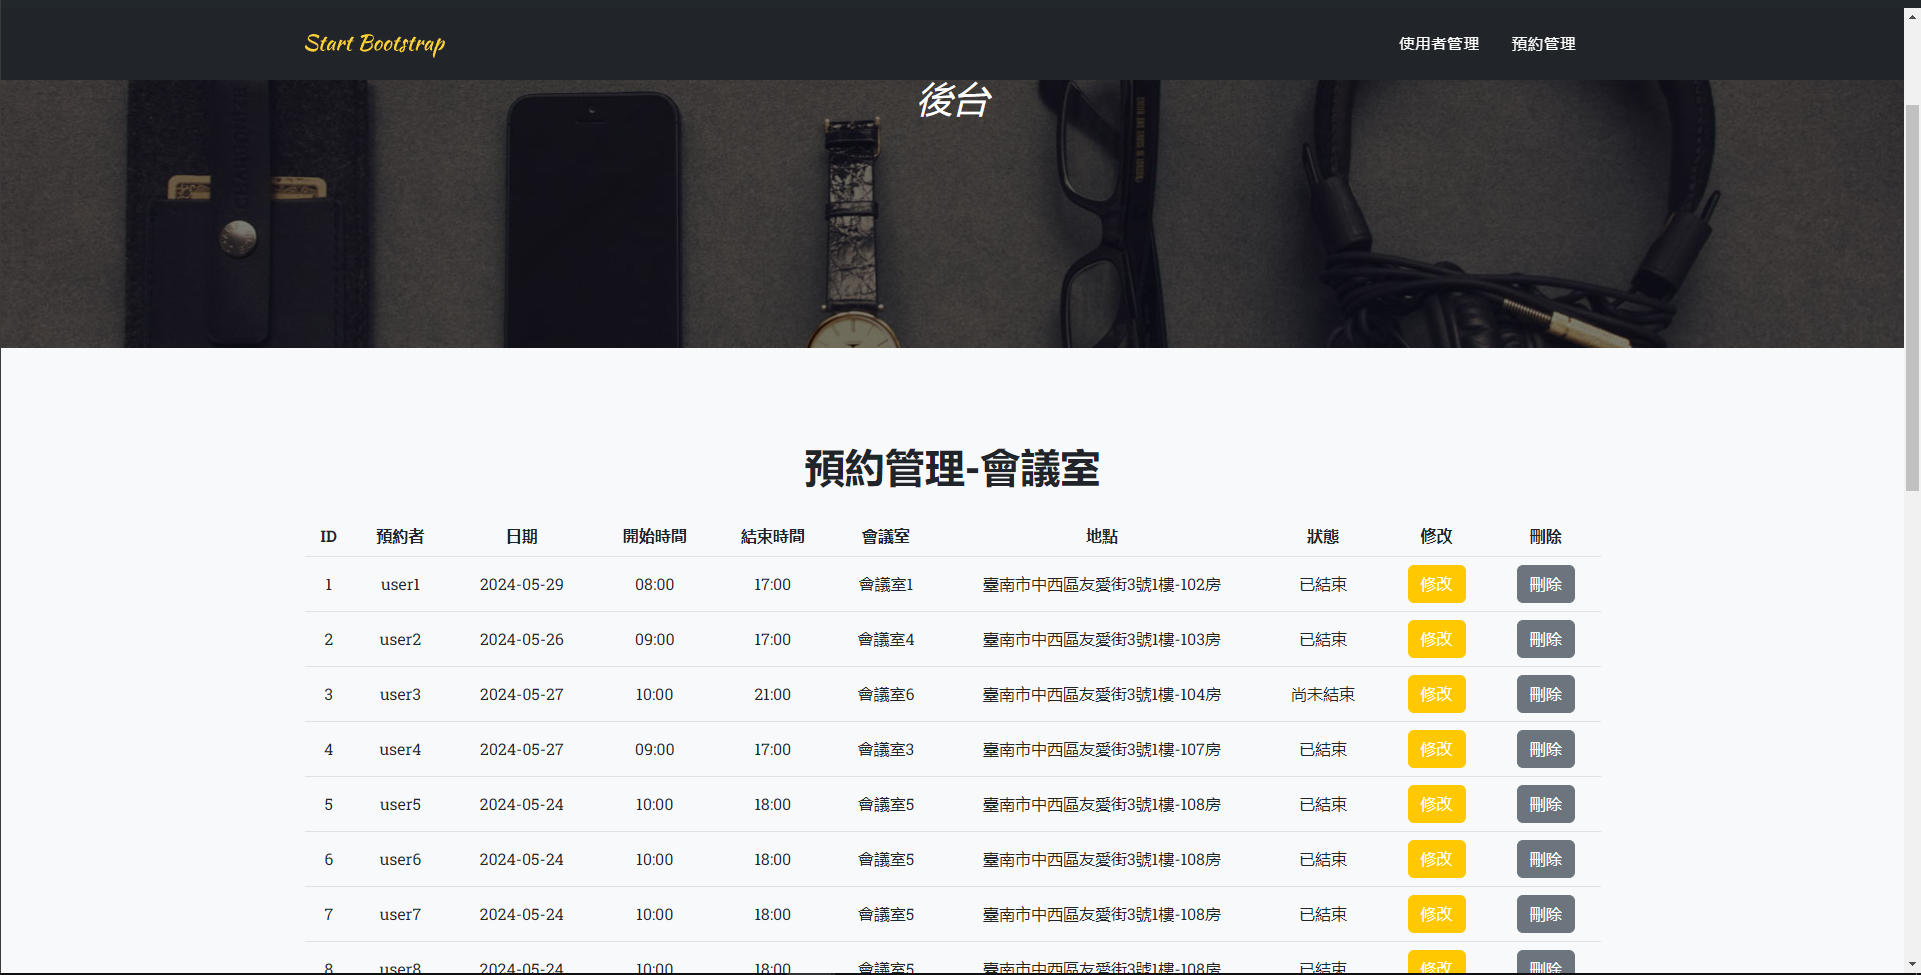 Start Bootstrap 使用者管理 預約管理
後台
預約管理-會議室
ID 預約者 日期 開始時間 結束時間 會議室 地點 狀態 修改 刪除
1 user1 2024-05-29 08:00 17:00 會議室1 臺南市中西區友愛街3號1樓-102房 已結束 修改 刪除
2 user2 2024-05-26 09:00 17:00 會議室4 臺南市中西區友愛街3號1樓-103房 已結束 修改 刪除
3 user3 2024-05-27 10:00 21:00 會議室6 臺南市中西區友愛街3號1樓-104房 尚未結束 修改 刪除
4 user4 2024-05-27 09:00 17:00 會議室3 臺南市中西區友愛街3號1樓-107房 已結束 修改 刪除
5 user5 2024-05-24 10:00 18:00 會議室5 臺南市中西區友愛街3號1樓-108房 已結束 修改 刪除
6 user6 2024-05-24 10:00 18:00 會議室5 臺南市中西區友愛街3號1樓-108房 已結束 修改 刪除
7 user7 2024-05-24 10:00 18:00 會議室5 臺南市中西區友愛街3號1樓-108房 已結束 修改 刪除
8 user8 2024-05-24 10:00 18:00 會議室5 臺南市中西區友愛街3號1樓-108房 已結束 修改 刪除